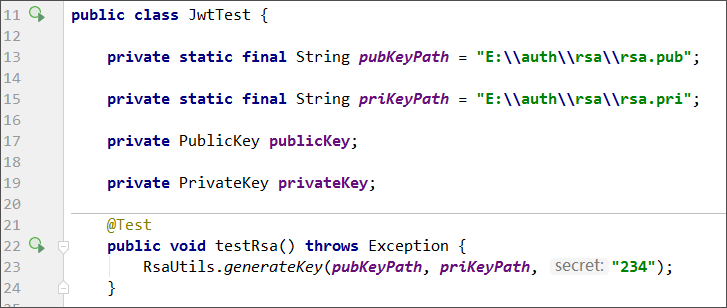 11 public class JwtTest {
12
13 private static final String pubKeyPath = "E:\\auth\\rsa\\rsa.pub";
14
15 private static final String priKeyPath = "E:\\auth\\rsa\\rsa.pri";
16
17 private PublicKey publicKey;
18
19 private PrivateKey privateKey;
20
21 @Test
22 public void testRsa() throws Exception {
23 RsaUtils.generateKey(pubKeyPath, priKeyPath, secret: "234");
24 }